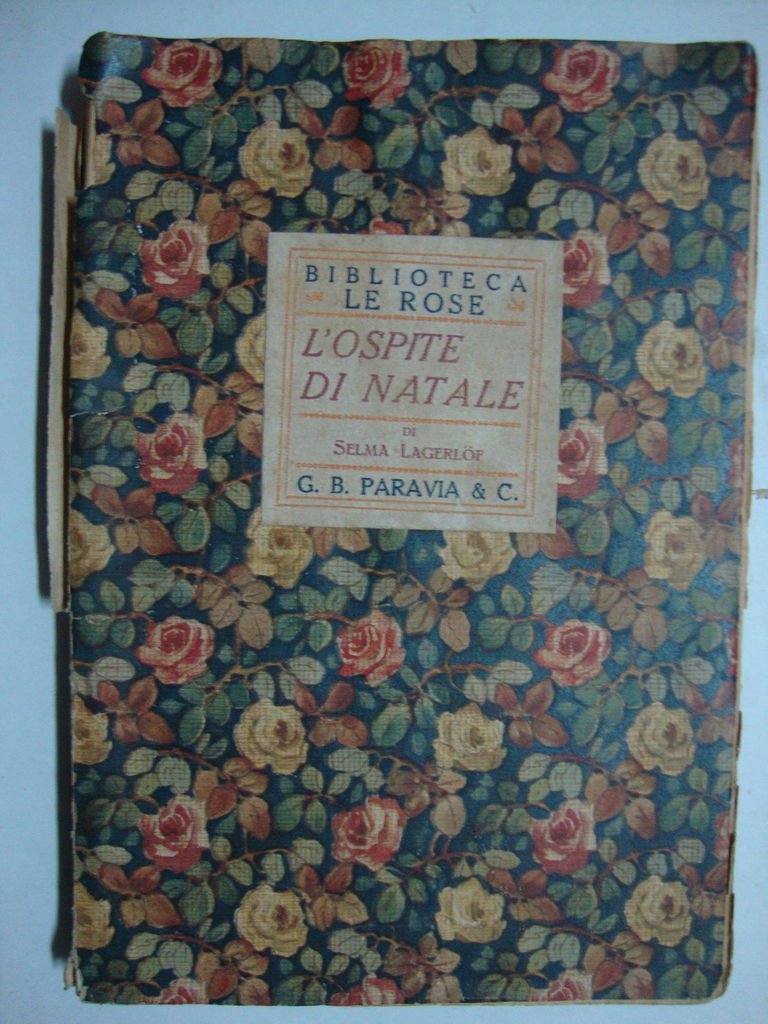 BIBLIOTECA
LE ROSE
L'OSPITE
DI NATALE
DI
SELMA LAGERLÖF
G. B. PARAVIA & C.